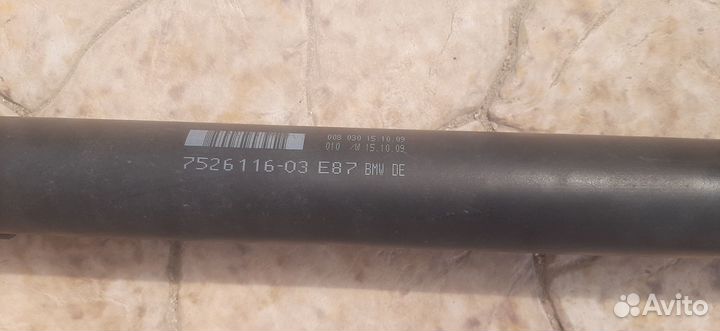 008 030 15.10.09
010 /W 15.10.09
7526116-03 E87 BMW DE
Avito